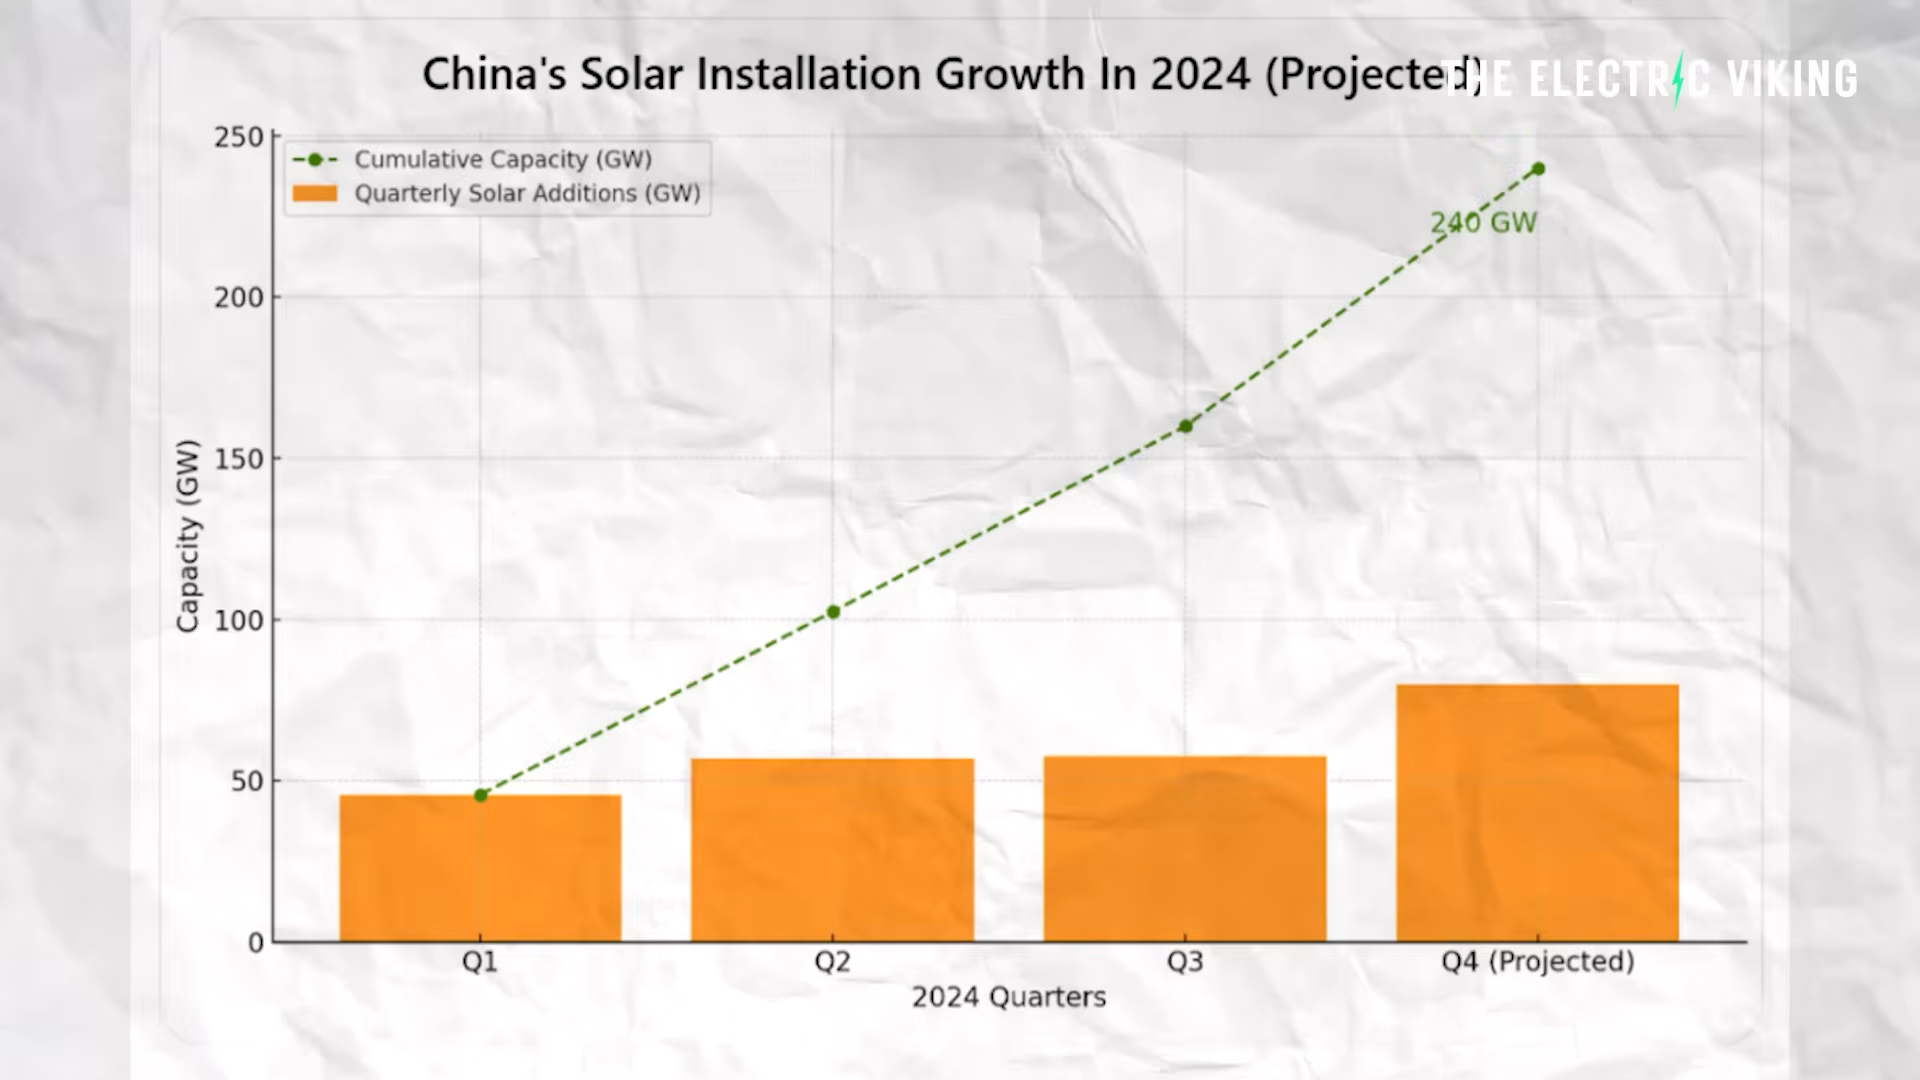 China's Solar Installation Growth In 2024 (Projected)
THE ELECTRIC VIKING
250
Cumulative Capacity (GW)
Quarterly Solar Additions (GW)
240 GW
200
150
100
50
0
Capacity (GW)
Q1
Q2
Q3
Q4 (Projected)
2024 Quarters